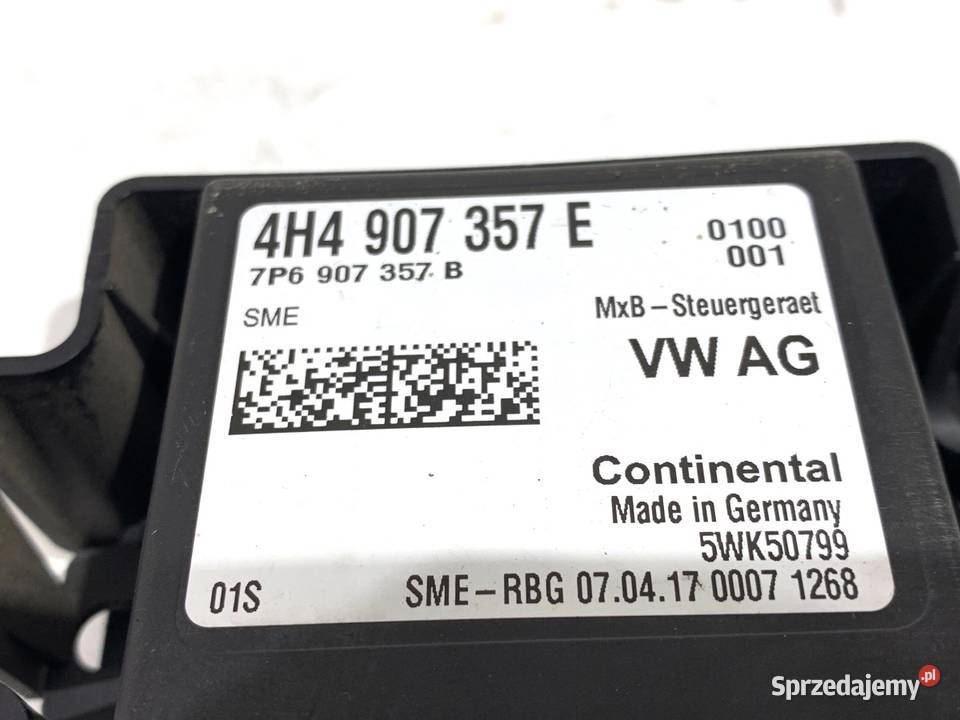 4H4 907 357 E 0100
7P6 907 357 B 001
SME MxB-Steuergeraet
VW AG
Continental
Made in Germany
5WK50799
01S SME-RBG 07.04.17 0007 1268
Sprzedajemy.pl